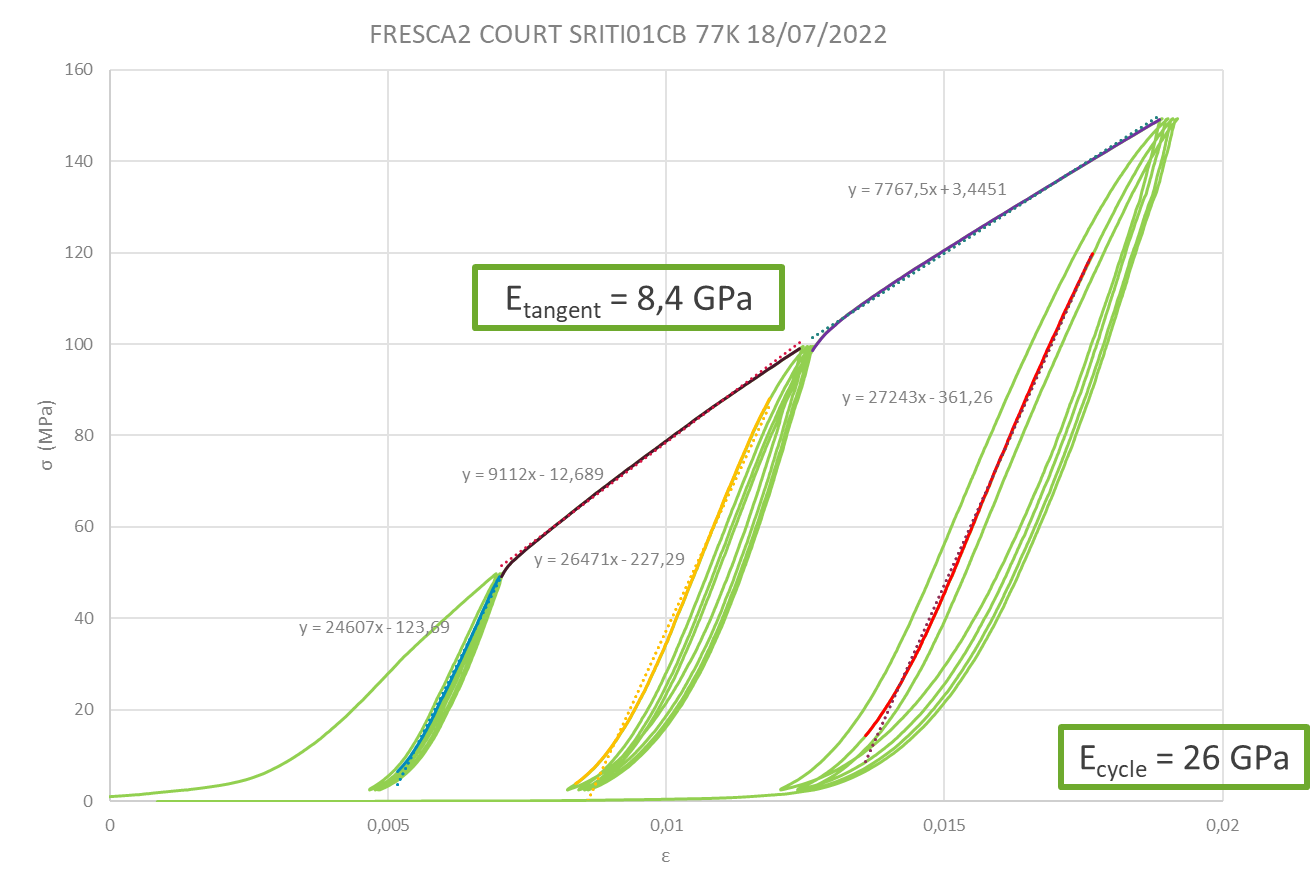 FRESCA2 COURT SRITI01CB 77K 18/07/2022
160
140
120
100
80
60
40
20
0
σ (MPa)
y = 7767,5x + 3,4451
Etangent = 8,4 GPa
y = 27243x - 361,26
y = 9112x - 12,689
y = 26471x - 227,29
y = 24607x - 123,69
Ecycle = 26 GPa
0
0,005
0,01
0,015
0,02
ε